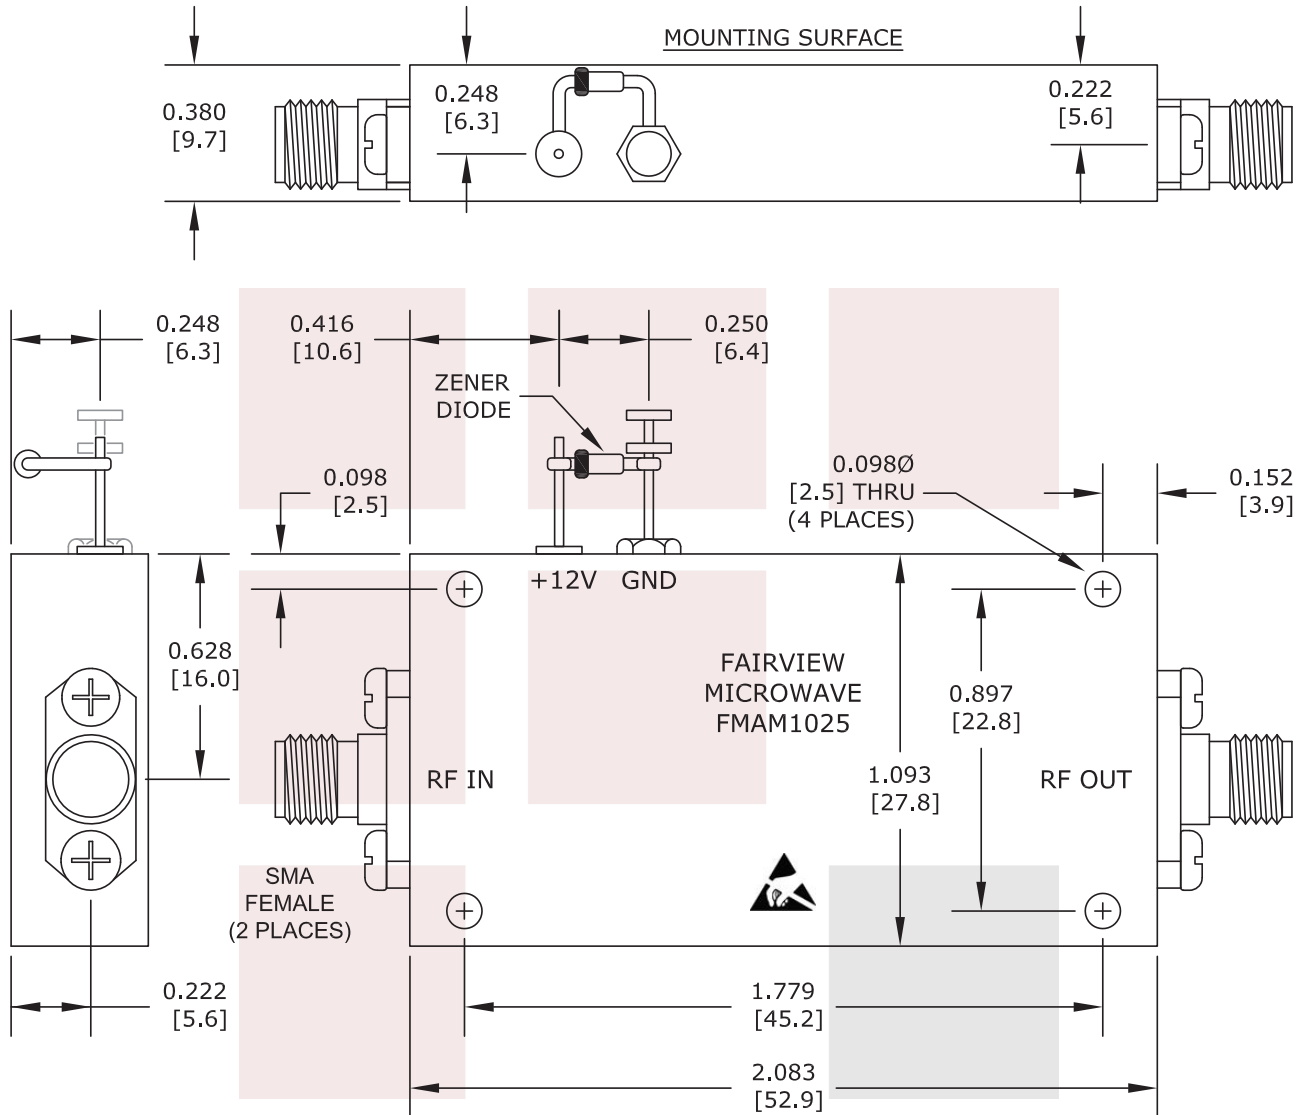 MOUNTING SURFACE
0.380
[9.7]
0.248
[6.3]
0.222
[5.6]
0.248
[6.3]
0.416
[10.6]
0.250
[6.4]
ZENER
DIODE
0.098
[2.5]
0.098Ø
[2.5] THRU
(4 PLACES)
0.152
[3.9]
+12V GND
0.628
[16.0]
FAIRVIEW
MICROWAVE
FMAM1025
0.897
[22.8]
1.093
[27.8]
RF IN
RF OUT
SMA
FEMALE
(2 PLACES)
0.222
[5.6]
1.779
[45.2]
2.083
[52.9]